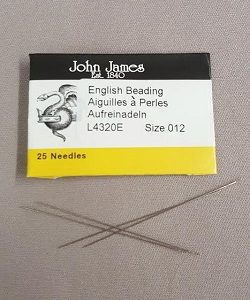 John James
Est. 1840
English Beading
Aiguilles à Perles
Aufreinadeln
L4320E Size 012
25 Needles